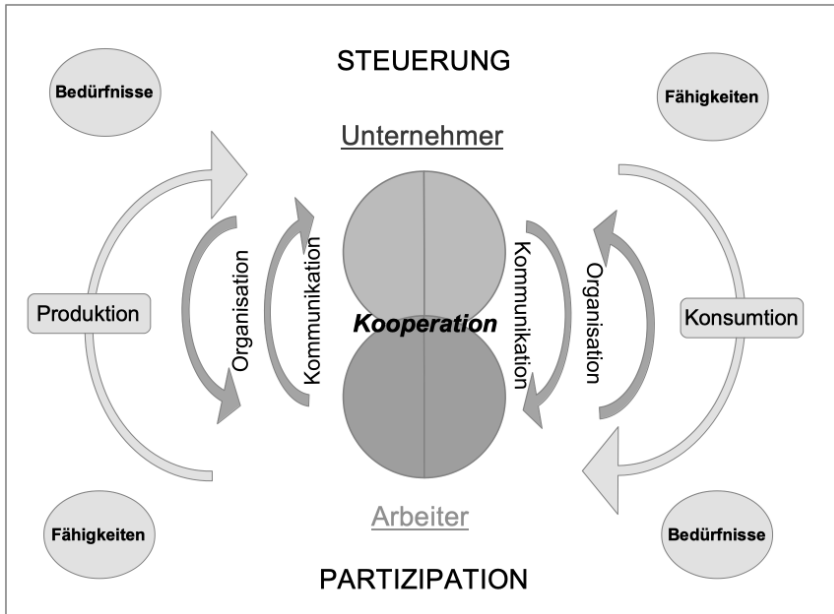 STEUERUNG
Bedürfnisse
Fähigkeiten
Unternehmer
Organisation
Kommunikation
Kommunikation
Organisation
Produktion
Kooperation
Konsumtion
Arbeiter
Fähigkeiten
Bedürfnisse
PARTIZIPATION